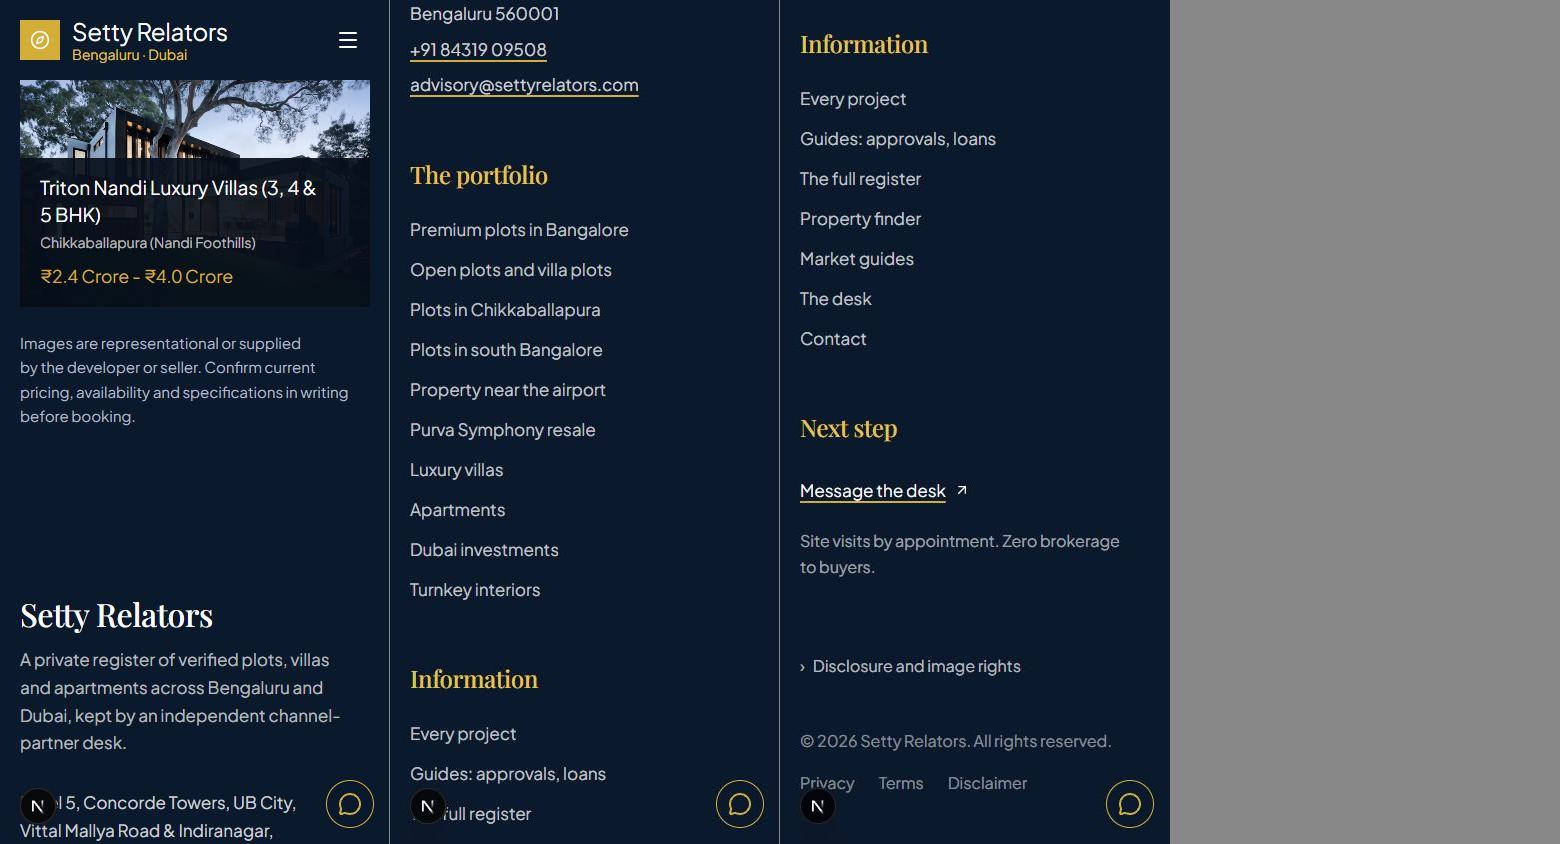 Setty Relators
Bengaluru · Dubai
Triton Nandi Luxury Villas (3, 4 &
5 BHK)
Chikkaballapura (Nandi Foothills)
₹2.4 Crore - ₹4.0 Crore
Images are representational or supplied
by the developer or seller. Confirm current
pricing, availability and specifications in writing
before booking.
Setty Relators
A private register of verified plots, villas
and apartments across Bengaluru and
Dubai, kept by an independent channel-
partner desk.
N
5, Concorde Towers, UB City,
Vittal Mallya Road & Indiranagar,
Bengaluru 560001
+91 84319 09508
advisory@settyrelators.com
The portfolio
Premium plots in Bangalore
Open plots and villa plots
Plots in Chikkaballapura
Plots in south Bangalore
Property near the airport
Purva Symphony resale
Luxury villas
Apartments
Dubai investments
Turnkey interiors
Information
Every project
Guides: approvals, loans
N
full register
Information
Every project
Guides: approvals, loans
The full register
Property finder
Market guides
The desk
Contact
Next step
Message the desk
Site visits by appointment. Zero brokerage
to buyers.
› Disclosure and image rights
© 2026 Setty Relators. All rights reserved.
Privacy Terms Disclaimer
N